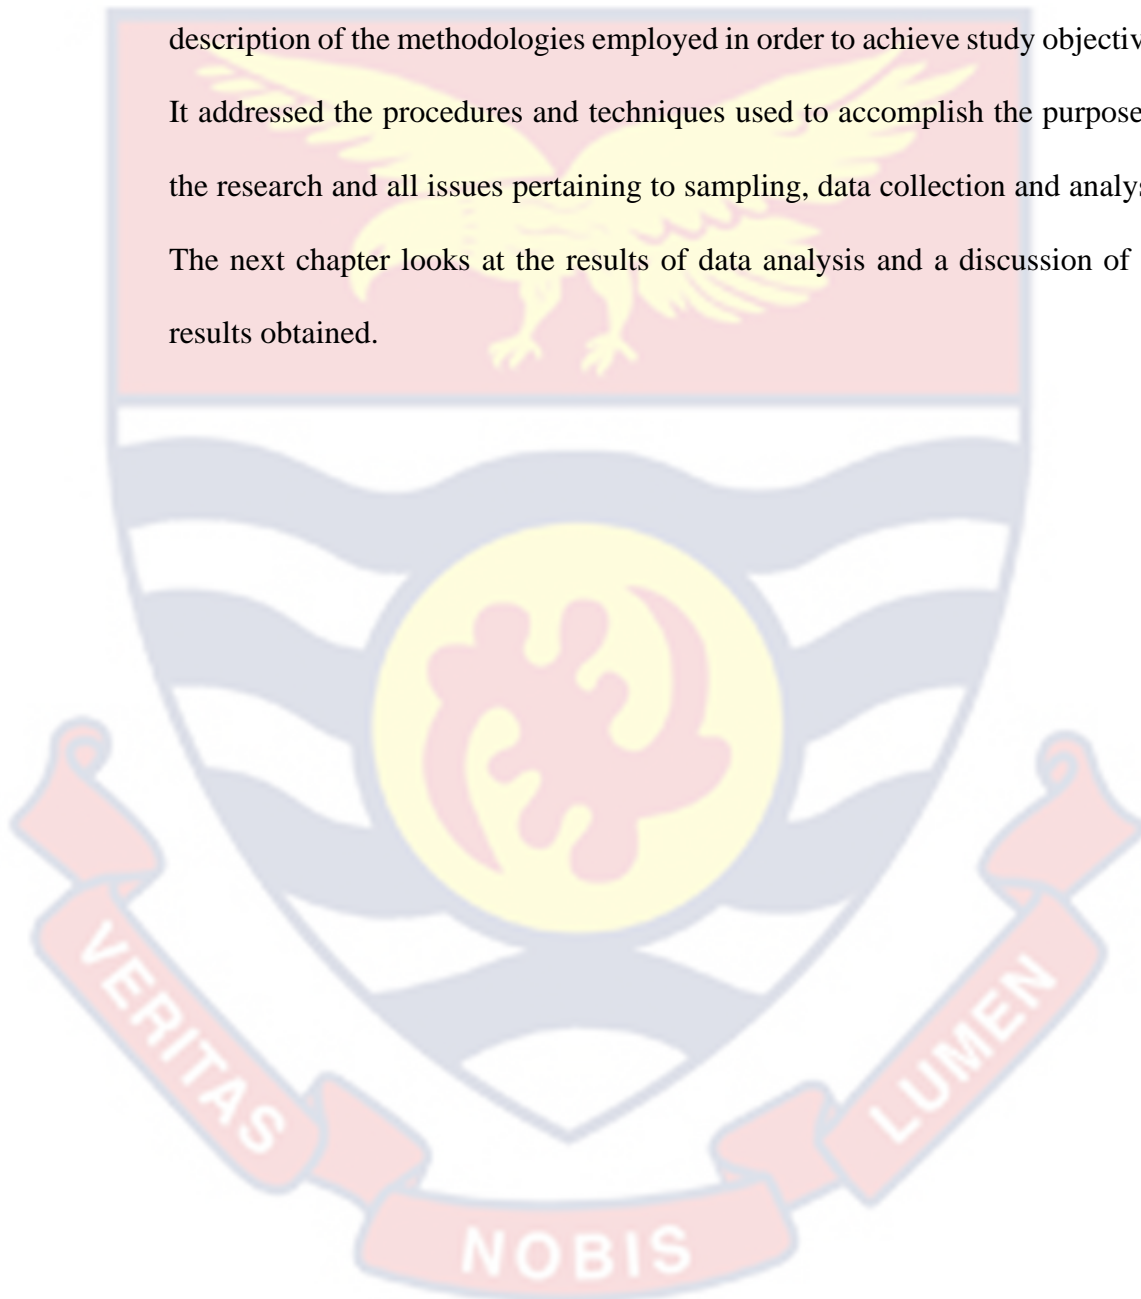 description of the methodologies employed in order to achieve study objectiv
It addressed the procedures and techniques used to accomplish the purpose
the research and all issues pertaining to sampling, data collection and analys
The next chapter looks at the results of data analysis and a discussion of
results obtained.
VERITAS
NOBIS
LUMEN